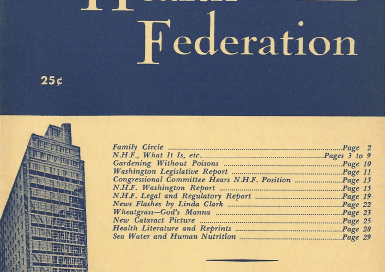 Health
Federation
25¢
Family Circle Page 2
N.H.F., What It Is, etc. Pages 3 to 9
Gardening Without Poisons Page 10
Washington Legislative Report Page 11
Congressional Committee Hears N.H.F. Position Page 13
N.H.F. Washington Report Page 15
N.H.F. Legal and Regulatory Report Page 19
News Flashes by Linda Clark Page 22
Wheatgrass—God's Manna Page 23
New Cataract Picture Page 25
Health Literature and Reprints Page 28
Sea Water and Human Nutrition Page 29